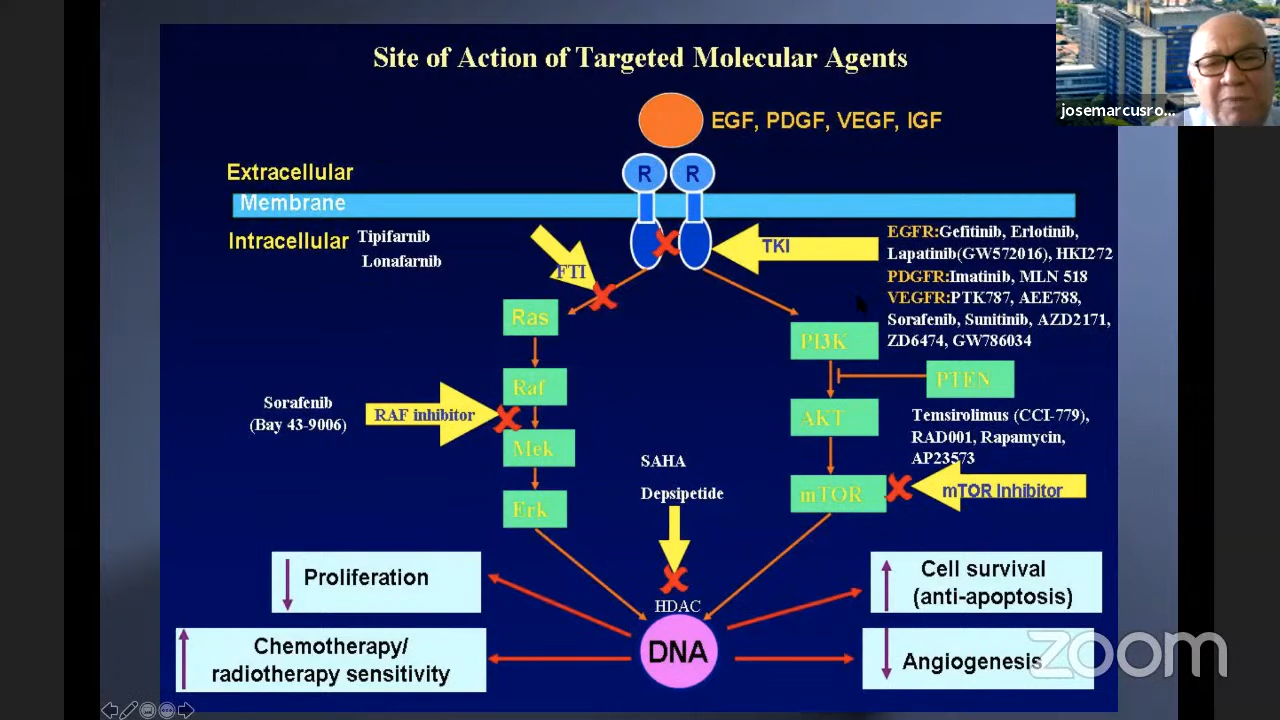 Site of Action of Targeted Molecular Agents
josemarcusro...
EGF, PDGF, VEGF, IGF
Extracellular
R R
Membrane
Intracellular
Tipifarnib
Lonafarnib
FTI
TKI
EGFR:Gefitinib, Erlotinib,
Lapatinib(GW572016), HKI272
PDGFR:Imatinib, MLN 518
VEGFR:PTK787, AEE788,
Sorafenib, Sunitinib, AZD2171,
ZD6474, GW786034
Ras
PI3K
PTEN
Raf
Sorafenib
(Bay 43-9006)
RAF inhibitor
AKT
Temsirolimus (CCI-779),
RAD001, Rapamycin,
AP23573
Mek
SAHA
Depsipetide
mTOR
mTOR Inhibitor
Erk
Proliferation
HDAC
Cell survival
(anti-apoptosis)
Chemotherapy/
radiotherapy sensitivity
DNA
Angiogenesis
zoom